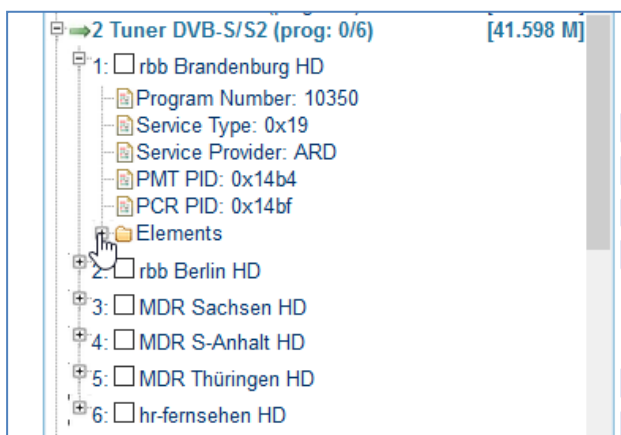 2 Tuner DVB-S/S2 (prog: 0/6) [41.598 M]
1: rbb Brandenburg HD
Program Number: 10350
Service Type: 0x19
Service Provider: ARD
PMT PID: 0x14b4
PCR PID: 0x14bf
Elements
2: rbb Berlin HD
3: MDR Sachsen HD
4: MDR S-Anhalt HD
5: MDR Thüringen HD
6: hr-fernsehen HD